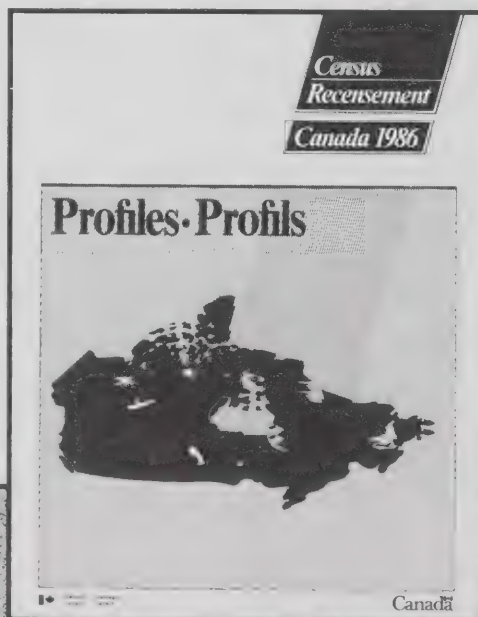 Census
Recensement
Canada 1986
Profiles · Profils
Canada